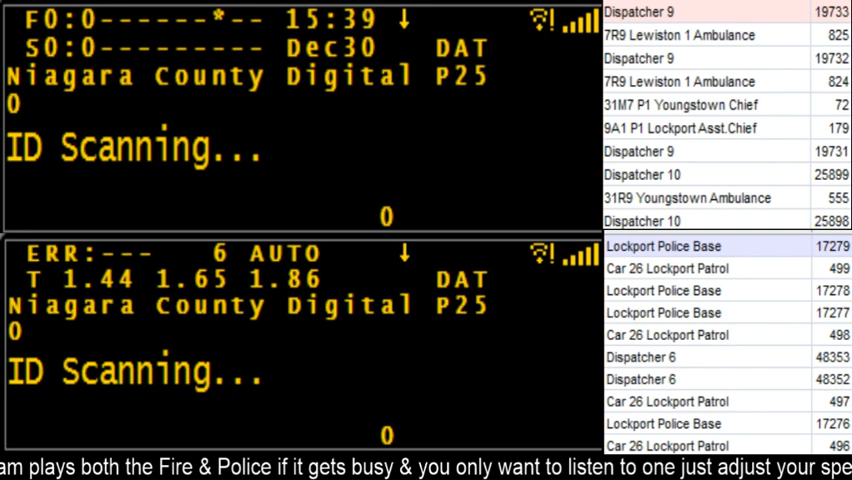 F0:0------*-- 15:39 ↓
S0:0--------- Dec30 DAT
Niagara County Digital P25
0
ID Scanning...
0
Dispatcher 9 19733
7R9 Lewiston 1 Ambulance 825
Dispatcher 9 19732
7R9 Lewiston 1 Ambulance 824
31M7 P1 Youngstown Chief 72
9A1 P1 Lockport Asst.Chief 179
Dispatcher 9 19731
Dispatcher 10 25899
31R9 Youngstown Ambulance 555
Dispatcher 10 25898
ERR:--- 6 AUTO ↓
T 1.44 1.65 1.86 DAT
Niagara County Digital P25
0
ID Scanning...
0
Lockport Police Base 17279
Car 26 Lockport Patrol 499
Lockport Police Base 17278
Lockport Police Base 17277
Car 26 Lockport Patrol 498
Dispatcher 6 48353
Dispatcher 6 48352
Car 26 Lockport Patrol 497
Lockport Police Base 17276
Car 26 Lockport Patrol 496
am plays both the Fire & Police if it gets busy & you only want to listen to one just adjust your spe